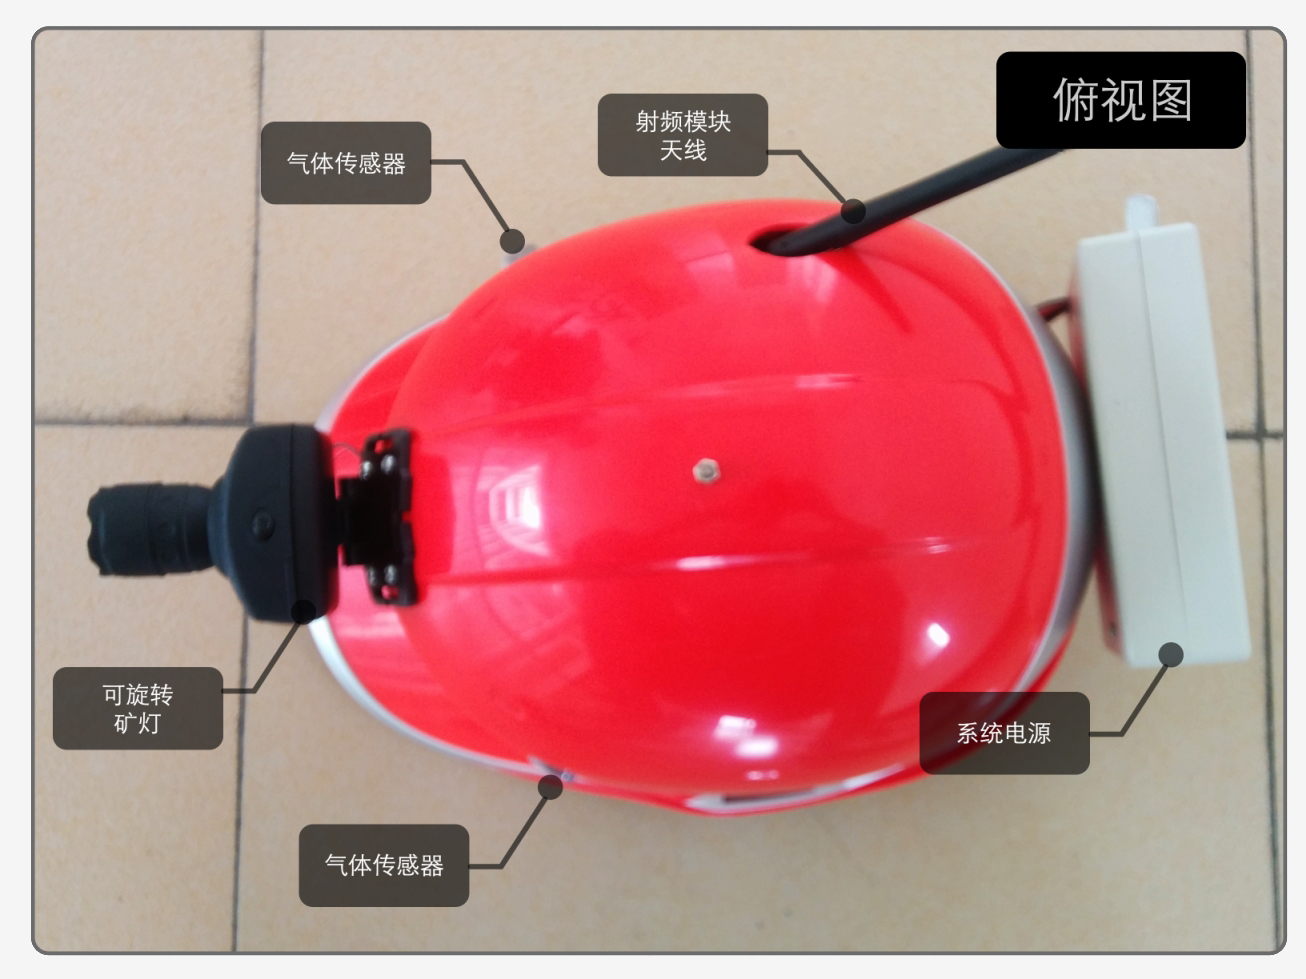 俯视图
射频模块
天线
气体传感器
可旋转
矿灯
系统电源
气体传感器